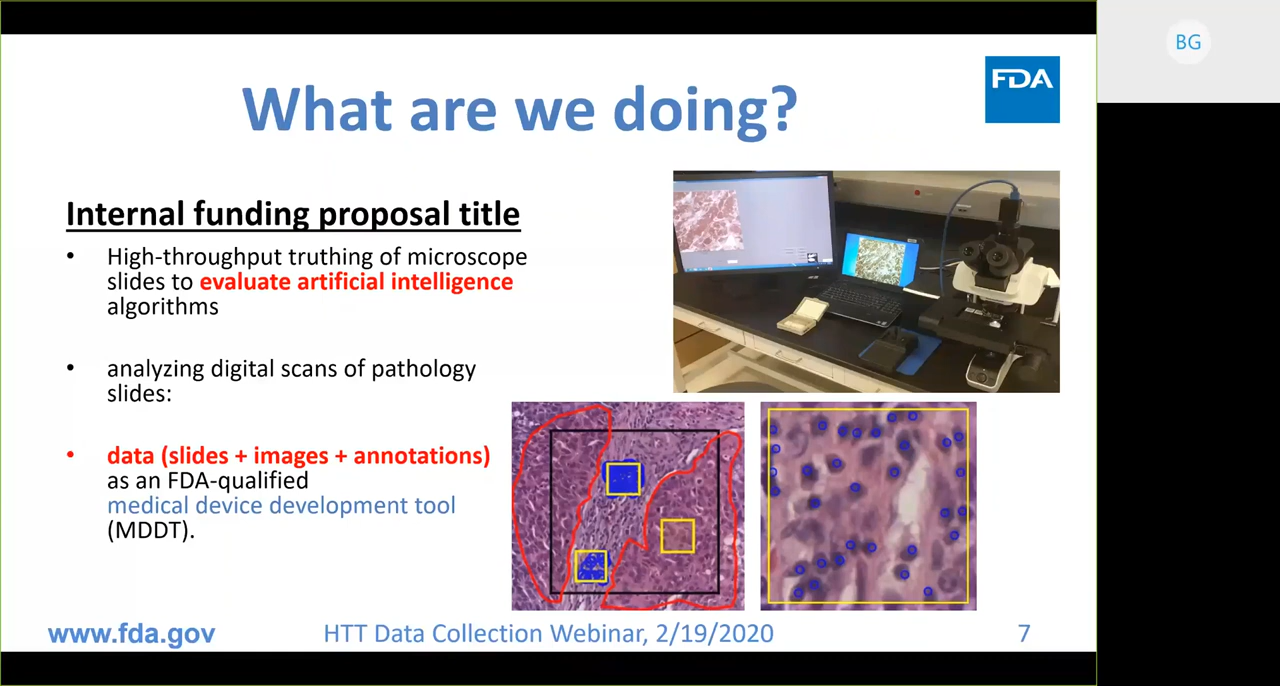 BG
FDA
What are we doing?
Internal funding proposal title
• High-throughput truthing of microscope
slides to evaluate artificial intelligence
algorithms
• analyzing digital scans of pathology
slides:
• data (slides + images + annotations)
as an FDA-qualified
medical device development tool
(MDDT).
www.fda.gov
HTT Data Collection Webinar, 2/19/2020
7